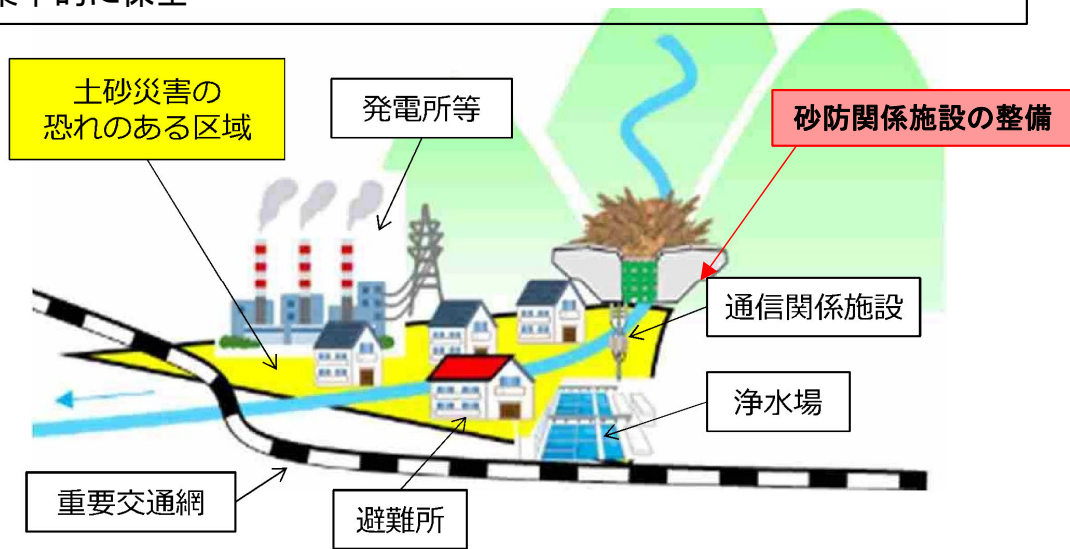 土砂災害の
恐れのある区域
発電所等
砂防関係施設の整備
通信関係施設
浄水場
重要交通網
避難所